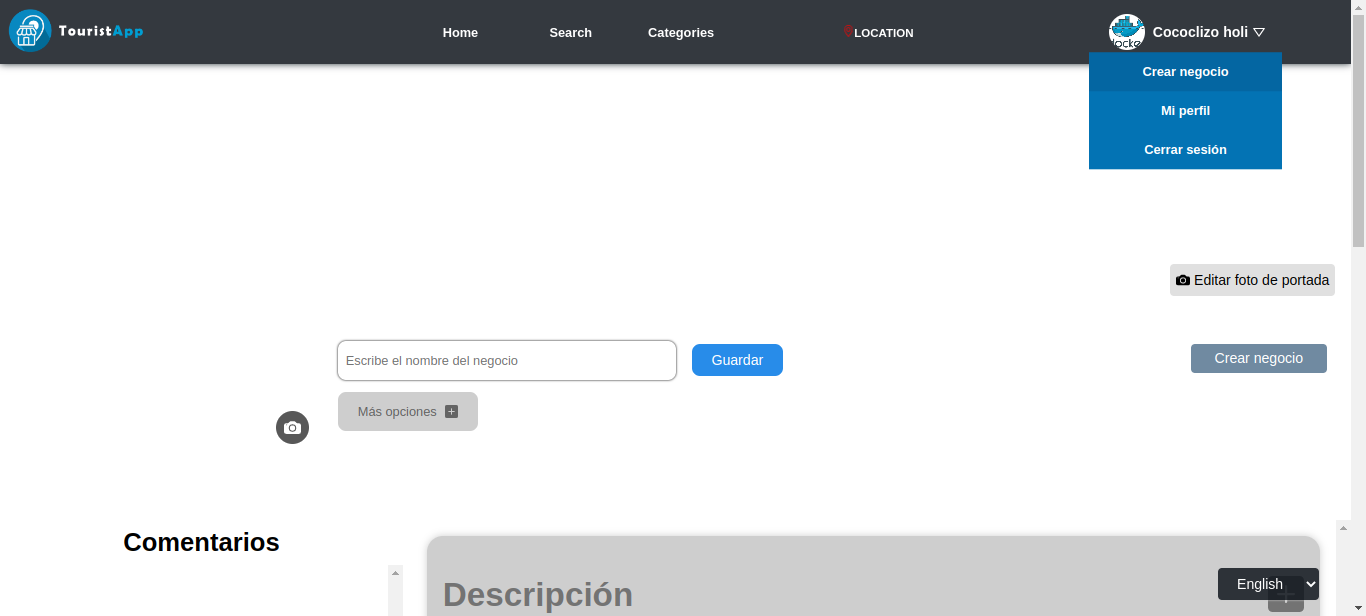 TouristApp
Home
Search
Categories
LOCATION
docker
Cococlizo holi
Crear negocio
Mi perfil
Cerrar sesión
Editar foto de portada
Escribe el nombre del negocio
Guardar
Crear negocio
Más opciones
Comentarios
Descripción
English